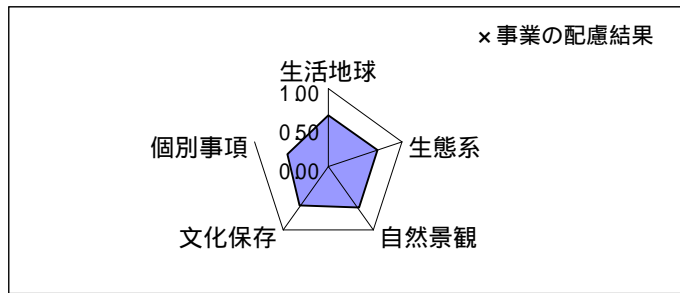 ×事業の配慮結果
生活地球
1.00
0.50
0.00
生態系
個別事項
文化保存
自然景観